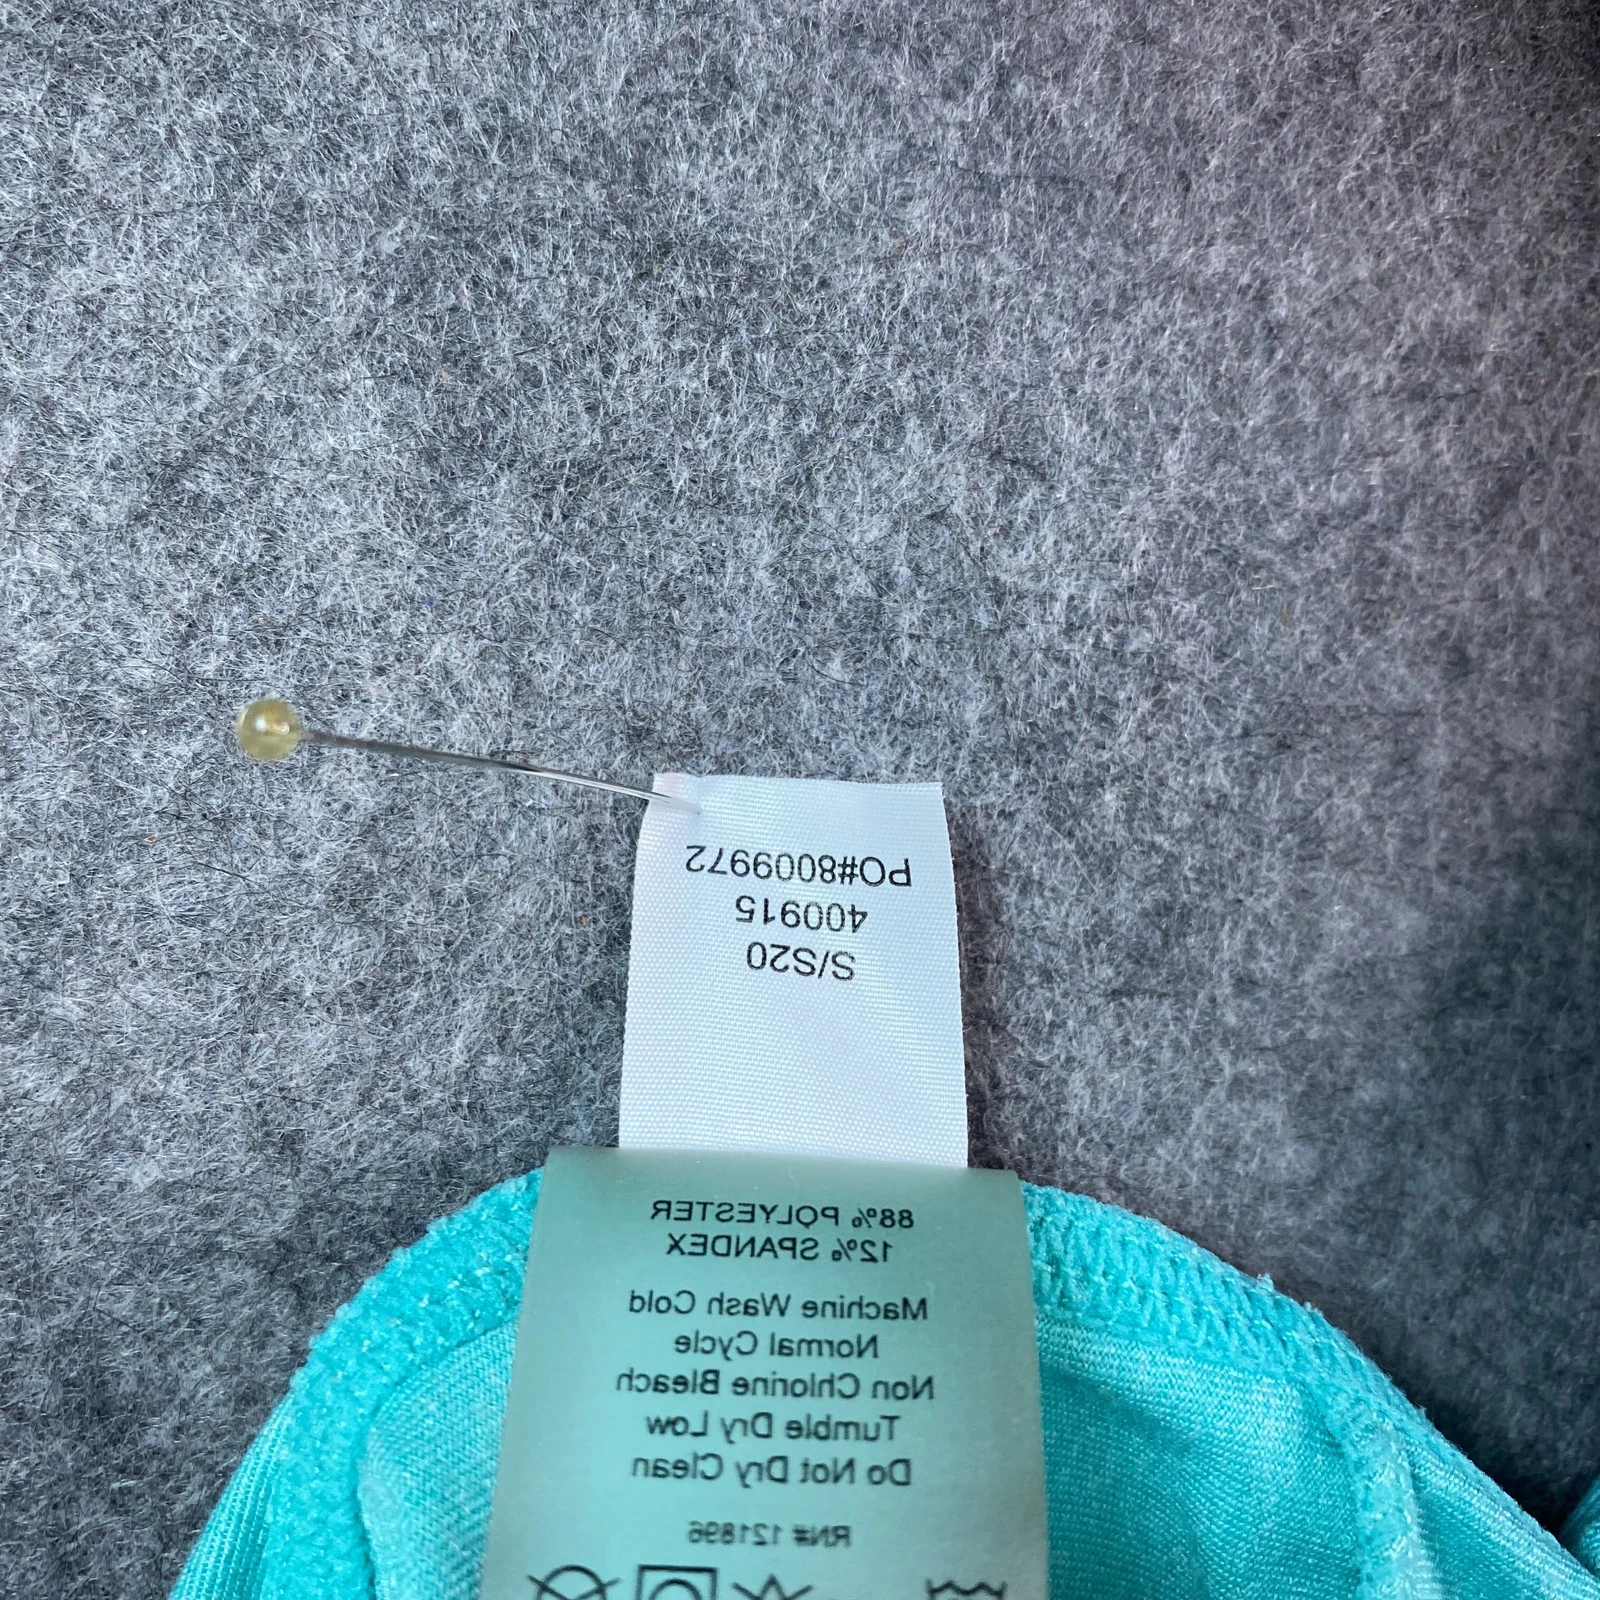 PO#8009972
400915
S/S20
88% POLYESTER
12% SPANDEX
Machine Wash Cold
Normal Cycle
Non Chlorine Bleach
Tumble Dry Low
Do Not Dry Clean
RN# 121896